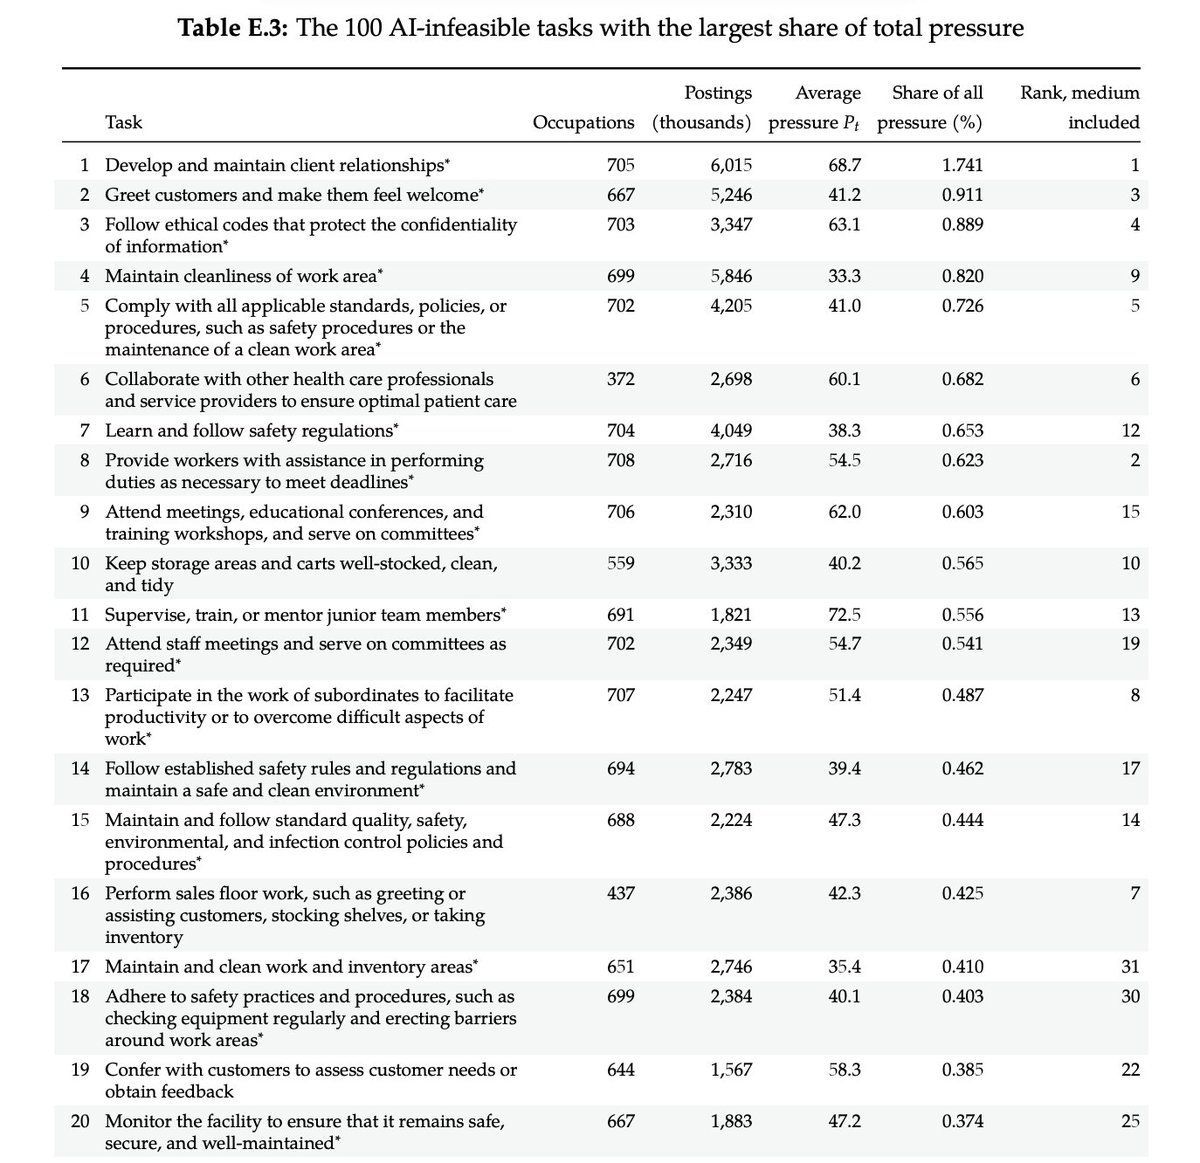 Table E.3: The 100 AI-infeasible tasks with the largest share of total pressure
Postings Average Share of all Rank, medium
Task Occupations (thousands) pressure Pt pressure (%) included
1 Develop and maintain client relationships* 705 6,015 68.7 1.741 1
2 Greet customers and make them feel welcome* 667 5,246 41.2 0.911 3
3 Follow ethical codes that protect the confidentiality 703 3,347 63.1 0.889 4
of information*
4 Maintain cleanliness of work area* 699 5,846 33.3 0.820 9
5 Comply with all applicable standards, policies, or 702 4,205 41.0 0.726 5
procedures, such as safety procedures or the
maintenance of a clean work area*
6 Collaborate with other health care professionals 372 2,698 60.1 0.682 6
and service providers to ensure optimal patient care
7 Learn and follow safety regulations* 704 4,049 38.3 0.653 12
8 Provide workers with assistance in performing 708 2,716 54.5 0.623 2
duties as necessary to meet deadlines*
9 Attend meetings, educational conferences, and 706 2,310 62.0 0.603 15
training workshops, and serve on committees*
10 Keep storage areas and carts well-stocked, clean, 559 3,333 40.2 0.565 10
and tidy
11 Supervise, train, or mentor junior team members* 691 1,821 72.5 0.556 13
12 Attend staff meetings and serve on committees as 702 2,349 54.7 0.541 19
required*
13 Participate in the work of subordinates to facilitate 707 2,247 51.4 0.487 8
productivity or to overcome difficult aspects of
work*
14 Follow established safety rules and regulations and 694 2,783 39.4 0.462 17
maintain a safe and clean environment*
15 Maintain and follow standard quality, safety, 688 2,224 47.3 0.444 14
environmental, and infection control policies and
procedures*
16 Perform sales floor work, such as greeting or 437 2,386 42.3 0.425 7
assisting customers, stocking shelves, or taking
inventory
17 Maintain and clean work and inventory areas* 651 2,746 35.4 0.410 31
18 Adhere to safety practices and procedures, such as 699 2,384 40.1 0.403 30
checking equipment regularly and erecting barriers
around work areas*
19 Confer with customers to assess customer needs or 644 1,567 58.3 0.385 22
obtain feedback
20 Monitor the facility to ensure that it remains safe, 667 1,883 47.2 0.374 25
secure, and well-maintained*